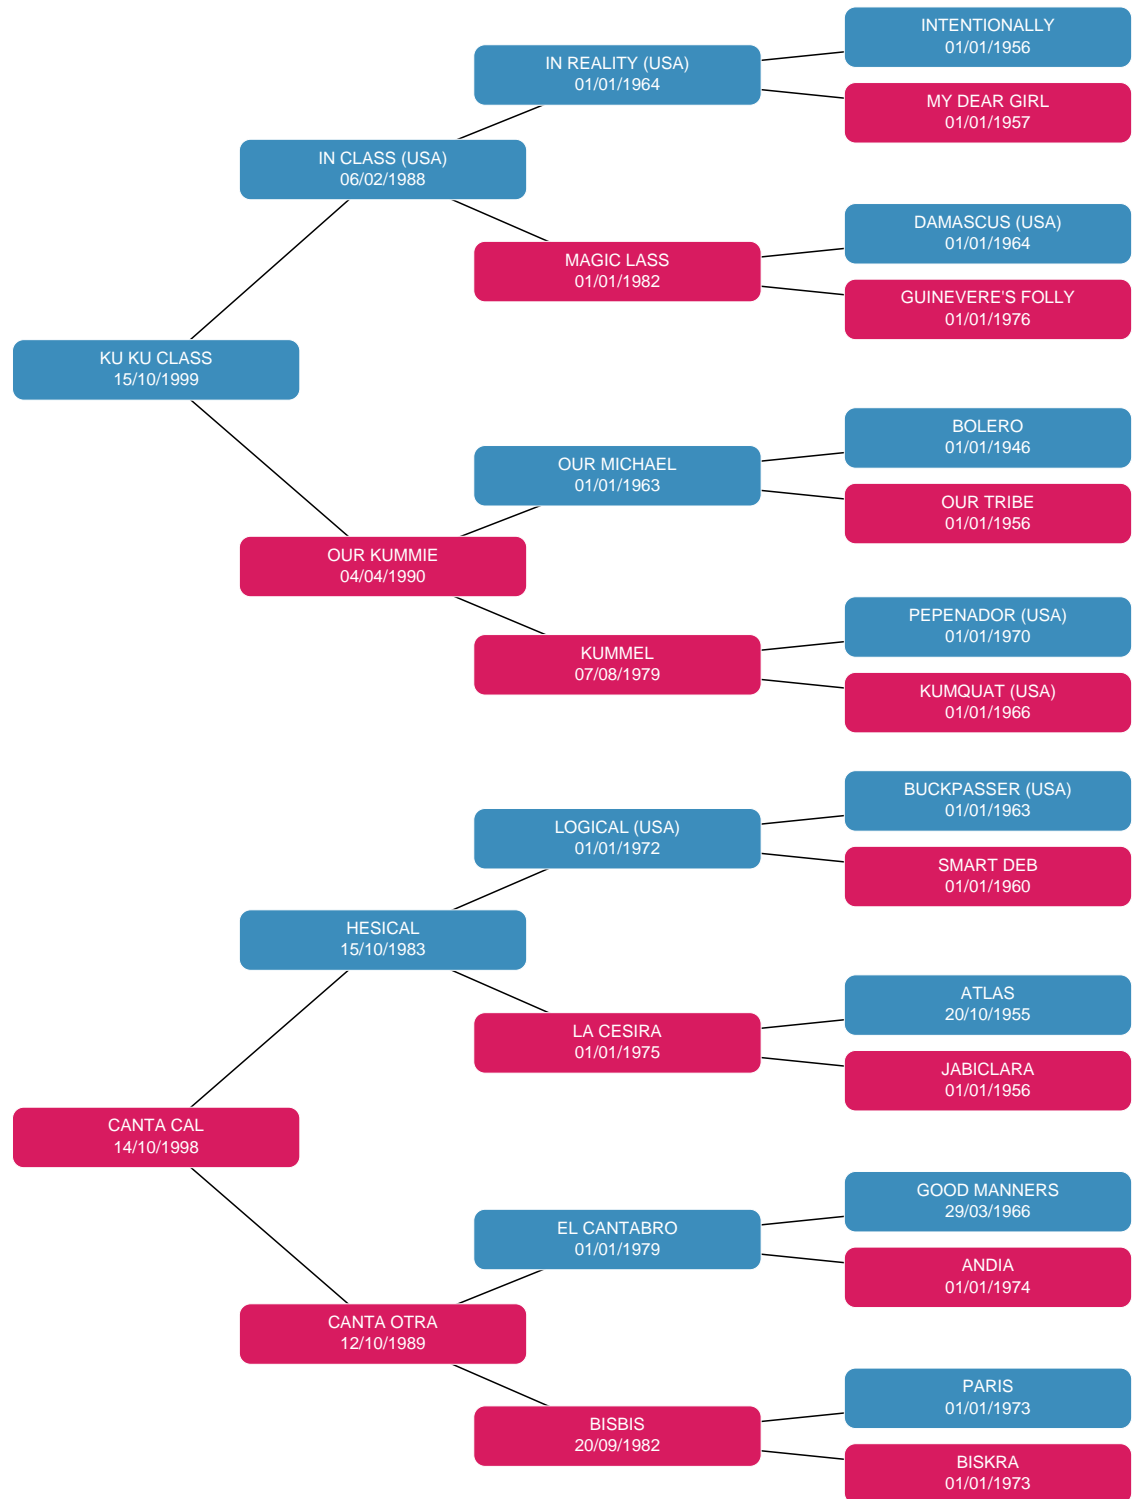 INTENTIONALLY
01/01/1956
IN REALITY (USA)
01/01/1964
MY DEAR GIRL
01/01/1957
IN CLASS (USA)
06/02/1988
DAMASCUS (USA)
01/01/1964
MAGIC LASS
01/01/1982
GUINEVERE'S FOLLY
01/01/1976
KU KU CLASS
15/10/1999
BOLERO
01/01/1946
OUR MICHAEL
01/01/1963
OUR TRIBE
01/01/1956
OUR KUMMIE
04/04/1990
PEPENADOR (USA)
01/01/1970
KUMMEL
07/08/1979
KUMQUAT (USA)
01/01/1966
BUCKPASSER (USA)
01/01/1963
LOGICAL (USA)
01/01/1972
SMART DEB
01/01/1960
HESICAL
15/10/1983
ATLAS
20/10/1955
LA CESIRA
01/01/1975
JABICLARA
01/01/1956
CANTA CAL
14/10/1998
GOOD MANNERS
29/03/1966
EL CANTABRO
01/01/1979
ANDIA
01/01/1974
CANTA OTRA
12/10/1989
PARIS
01/01/1973
BISBIS
20/09/1982
BISKRA
01/01/1973